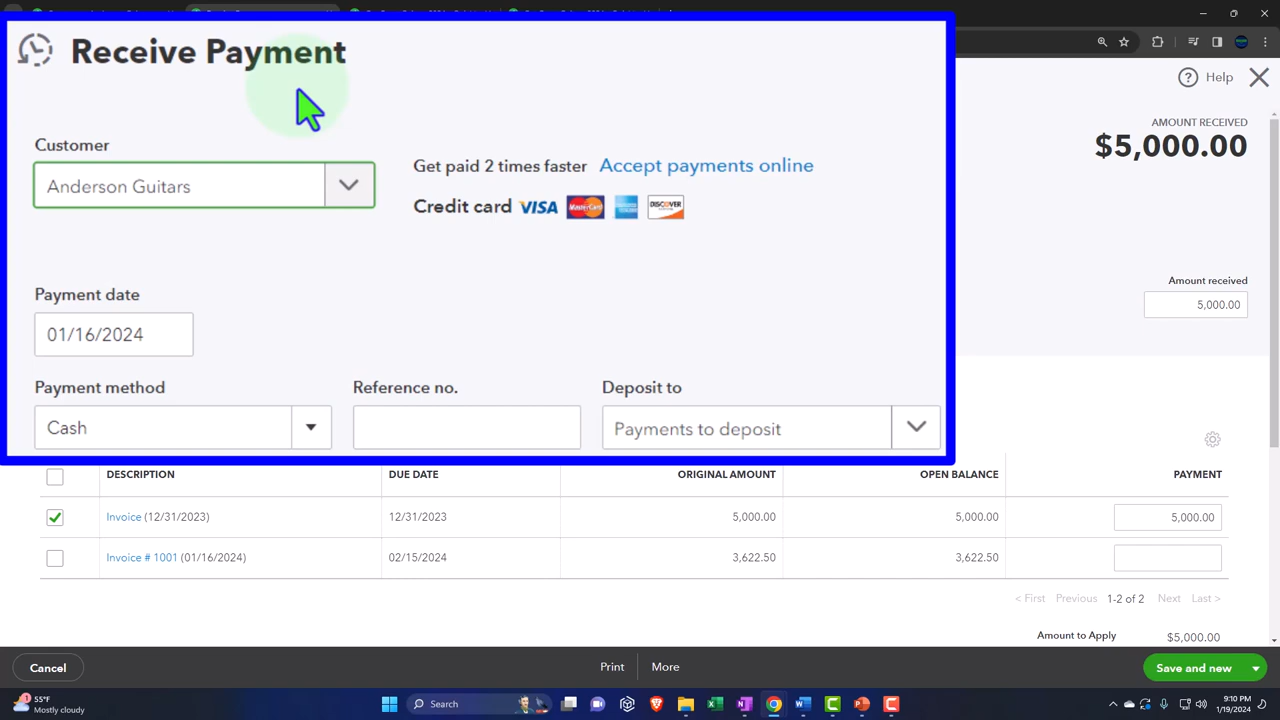 Receive Payment
Help
AMOUNT RECEIVED
$5,000.00
Customer
Anderson Guitars
Get paid 2 times faster Accept payments online
Credit card VISA MasterCard DISCOVER
Amount received
5,000.00
Payment date
01/16/2024
Payment method
Reference no.
Deposit to
Cash
Payments to deposit
DESCRIPTION DUE DATE ORIGINAL AMOUNT OPEN BALANCE PAYMENT
Invoice (12/31/2023) 12/31/2023 5,000.00 5,000.00 5,000.00
Invoice # 1001 (01/16/2024) 02/15/2024 3,622.50 3,622.50
< First Previous 1-2 of 2 Next Last >
Amount to Apply $5,000.00
Cancel
Print
More
Save and new
55°F
Mostly cloudy
Search
9:10 PM
1/19/2024